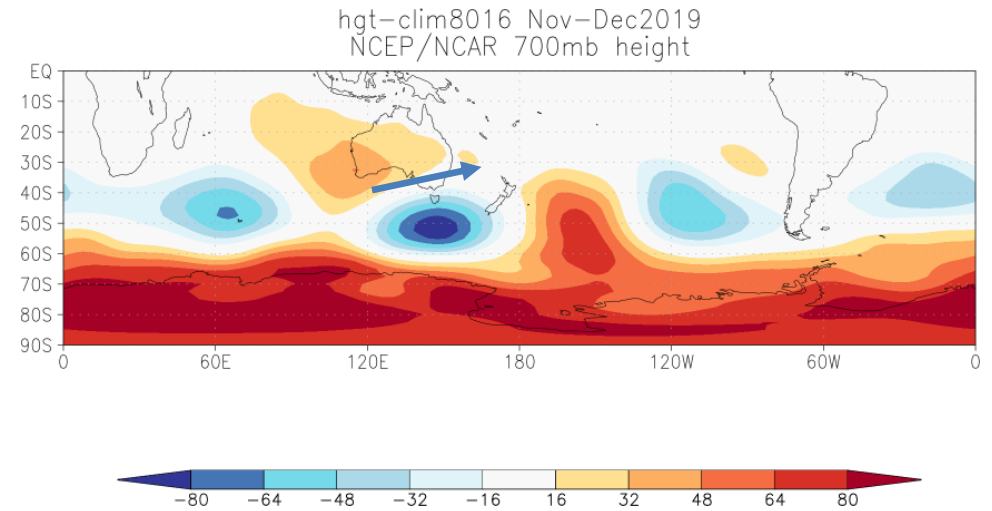 hgt-clim8016 Nov-Dec2019
NCEP/NCAR 700mb height
EQ
10S
20S
30S
40S
50S
60S
70S
80S
90S
0 60E 120E 180 120W 60W 0
-80 -64 -48 -32 -16 16 32 48 64 80